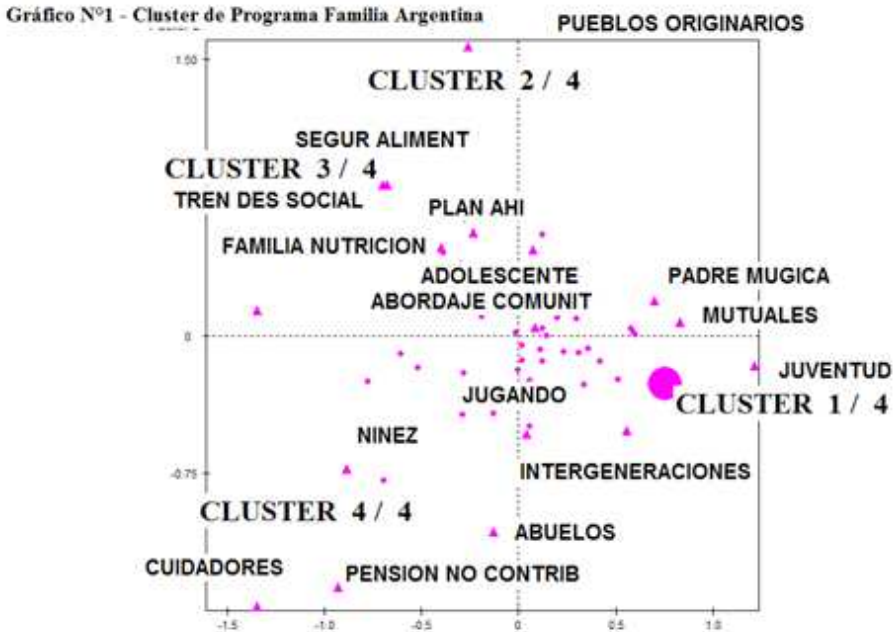 Gráfico Nº1 - Cluster de Programa Familia Argentina
PUEBLOS ORIGINARIOS
1.50
CLUSTER 2 / 4
SEGUR ALIMENT
CLUSTER 3 / 4
TREN DES SOCIAL
PLAN AHI
FAMILIA NUTRICION
ADOLESCENTE
PADRE MUGICA
ABORDAJE COMUNIT
MUTUALES
0
JUVENTUD
JUGANDO
CLUSTER 1 / 4
NINEZ
INTERGENERACIONES
-0.75
CLUSTER 4 / 4
ABUELOS
CUIDADORES
PENSION NO CONTRIB
-1.5 -1.0 -0.5 0 0.5 1.0